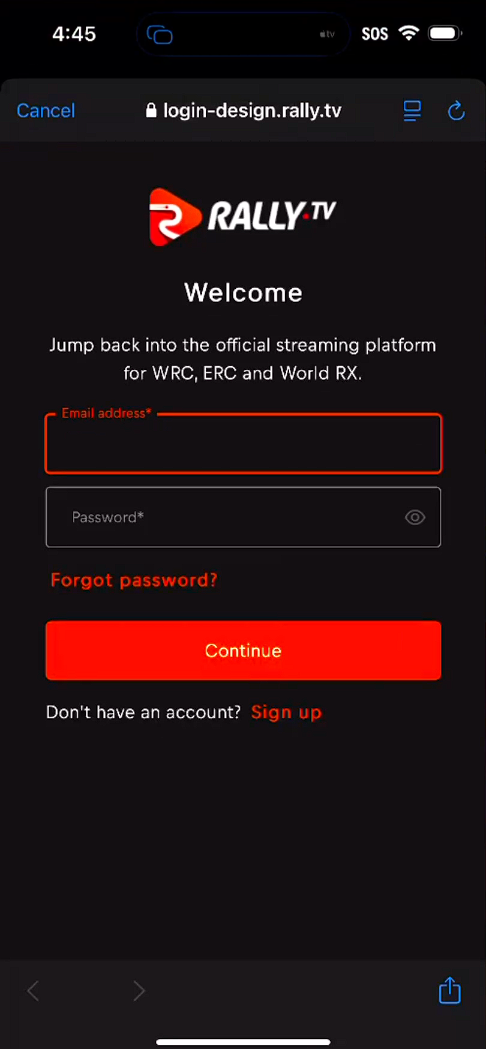 4:45
tv
SOS
Cancel
login-design.rally.tv
RALLY.TV
Welcome
Jump back into the official streaming platform
for WRC, ERC and World RX.
Email address*
Password*
Forgot password?
Continue
Don't have an account? Sign up